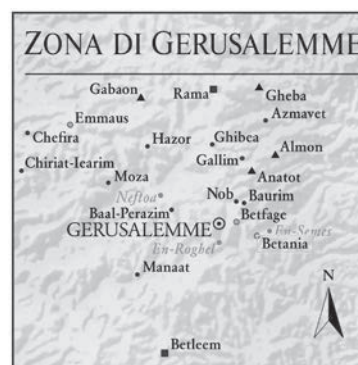 ZONA DI GERUSALEMME
Gabaon
Rama
Gheba
Azmavet
Emmaus
Chefira
Hazor
Ghibea
Almon
Gallim
Chiriat-Iearim
Moza
Anatot
Neftoa
Nob
Baurim
Baal-Perazim
Betfage
GERUSALEMME
En-Semes
Betania
En-Roghel
Manaat
N
Betleem